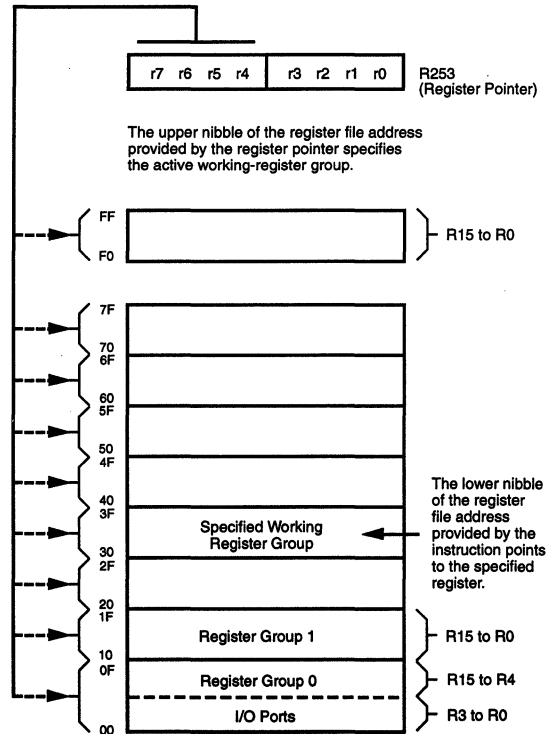 r7 r6 r5 r4 r3 r2 r1 r0
R253
(Register Pointer)
The upper nibble of the register file address
provided by the register pointer specifies
the active working-register group.
FF
F0
R15 to R0
7F
70
6F
60
5F
50
4F
40
3F
Specified Working
Register Group
The lower nibble
of the register
file address
provided by the
instruction points
to the specified
register.
30
2F
20
1F
Register Group 1
R15 to R0
10
0F
Register Group 0
R15 to R4
I/O Ports
R3 to R0
00